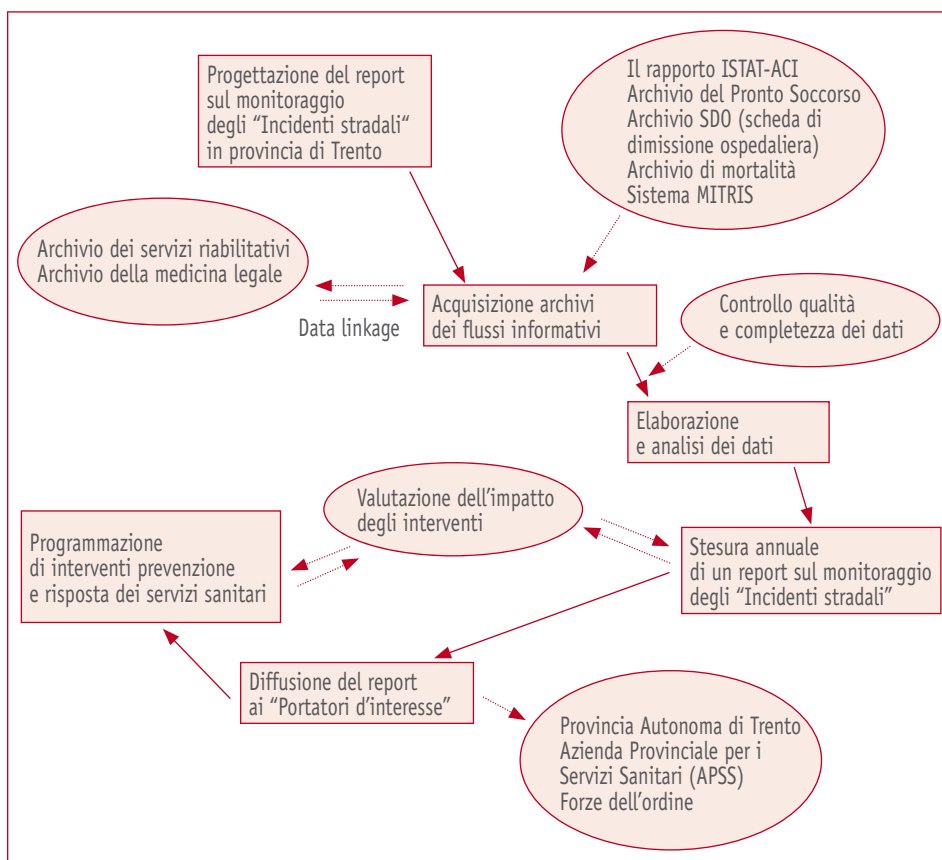 Progettazione del report
sul monitoraggio
degli “Incidenti stradali“
in provincia di Trento
Il rapporto ISTAT-ACI
Archivio del Pronto Soccorso
Archivio SDO (scheda di
dimissione ospedaliera)
Archivio di mortalità
Sistema MITRIS
Archivio dei servizi riabilitativi
Archivio della medicina legale
Data linkage
Acquisizione archivi
dei flussi informativi
Controllo qualità
e completezza dei dati
Elaborazione
e analisi dei dati
Valutazione dell’impatto
degli interventi
Programmazione
di interventi prevenzione
e risposta dei servizi sanitari
Stesura annuale
di un report sul monitoraggio
degli “Incidenti stradali”
Diffusione del report
ai “Portatori d’interesse”
Provincia Autonoma di Trento
Azienda Provinciale per i
Servizi Sanitari (APSS)
Forze dell’ordine